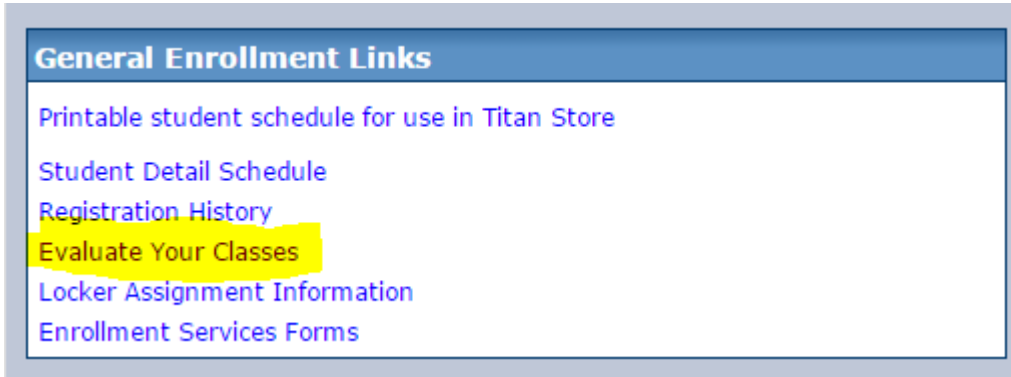 General Enrollment Links
Printable student schedule for use in Titan Store
Student Detail Schedule
Registration History
Evaluate Your Classes
Locker Assignment Information
Enrollment Services Forms